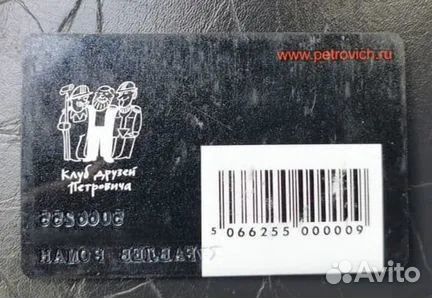 www.petrovich.ru
Клуб друзей
Петровича
5 066255 000009
Avito